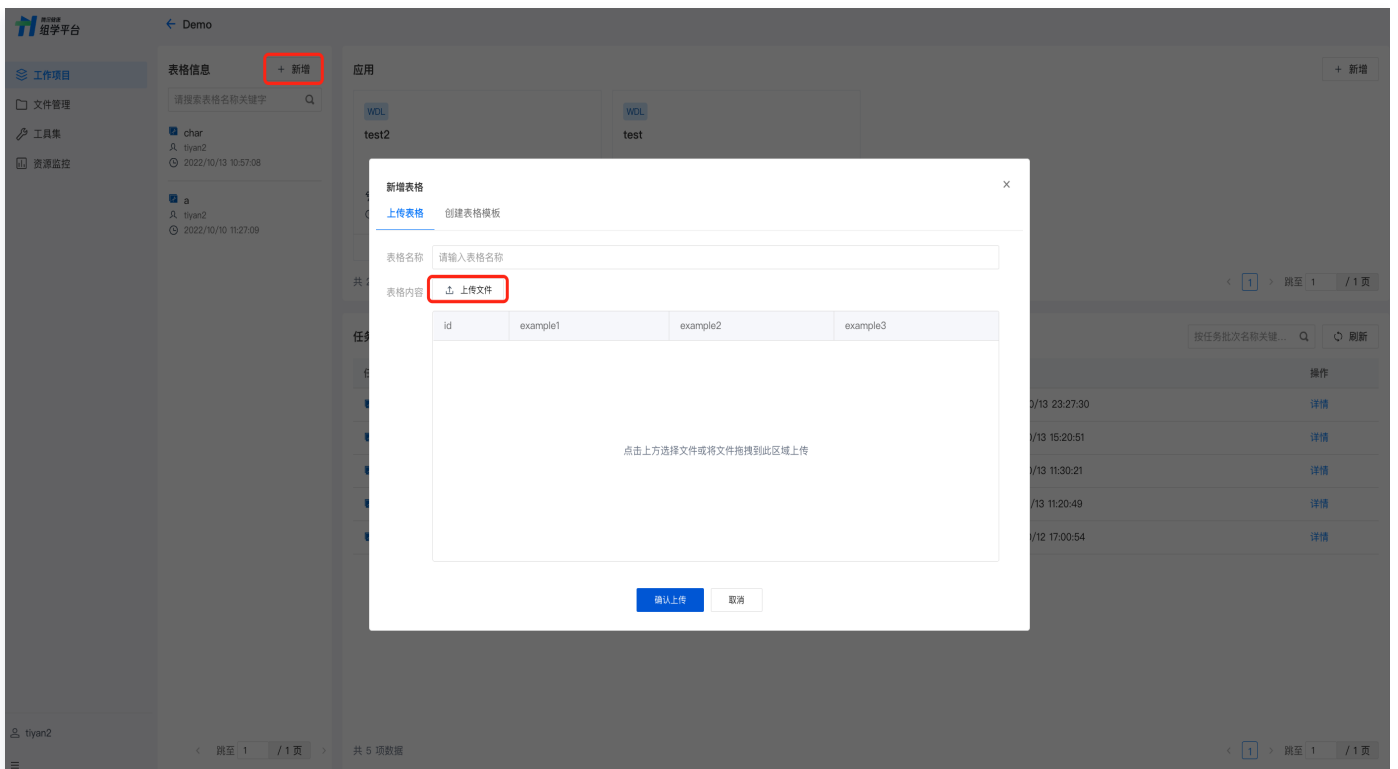 腾讯健康
组学平台
← Demo
工作项目
文件管理
工具集
资源监控
表格信息
+ 新增
请搜索表格名称关键字
char
tiyan2
2022/10/13 10:57:08
a
tiyan2
2022/10/10 11:27:09
应用
+ 新增
WDL
test2
WDL
test
新增表格
上传表格 创建表格模板
表格名称 请输入表格名称
表格内容 上传文件
id example1 example2 example3
点击上方选择文件或将文件拖拽到此区域上传
确认上传 取消
共 2
< 1 > 跳至 1 / 1 页
任务
按任务批次名称关键... 刷新
操作
0/13 23:27:30 详情
/13 15:20:51 详情
/13 11:30:21 详情
/13 11:20:49 详情
/12 17:00:54 详情
tiyan2
< 跳至 1 / 1 页 >
共 5 项数据
< 1 > 跳至 1 / 1 页